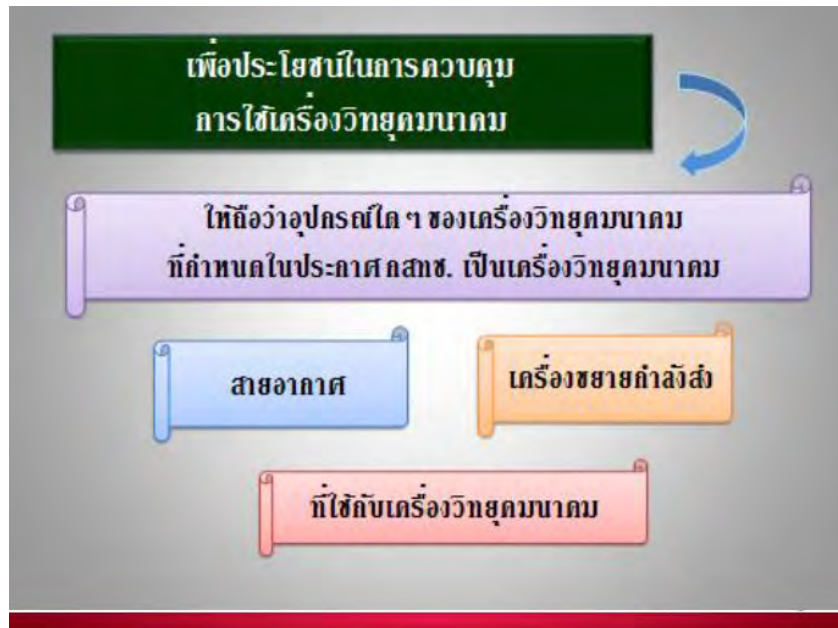 เพื่อประโยชน์ในการควบคุม
การใช้เครื่องวิทยุคมนาคม
ให้ถือว่าอุปกรณ์ใด ๆ ของเครื่องวิทยุคมนาคม
ที่กำหนดในประกาศ กสทช. เป็นเครื่องวิทยุคมนาคม
สายอากาศ
เครื่องขยายกำลังส่ง
ที่ใช้กับเครื่องวิทยุคมนาคม